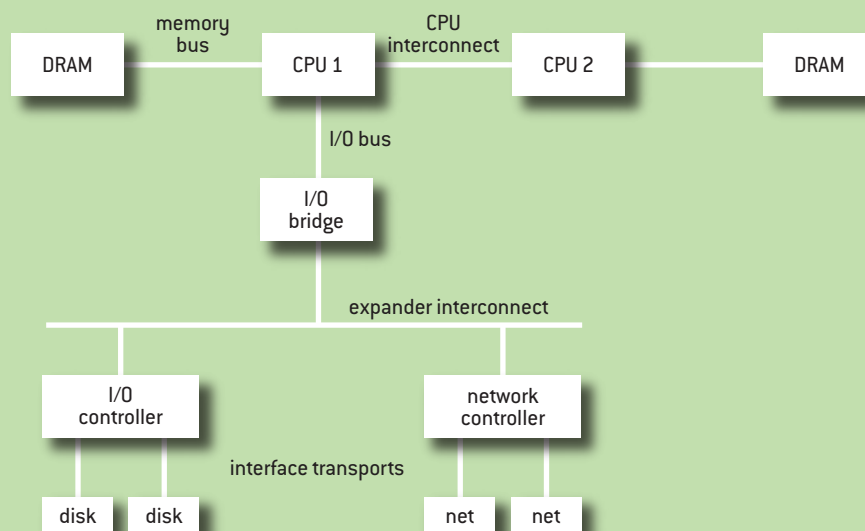 memory
bus
CPU
interconnect
DRAM
CPU 1
CPU 2
DRAM
I/O bus
I/O
bridge
expander interconnect
I/O
controller
network
controller
interface transports
disk
disk
net
net